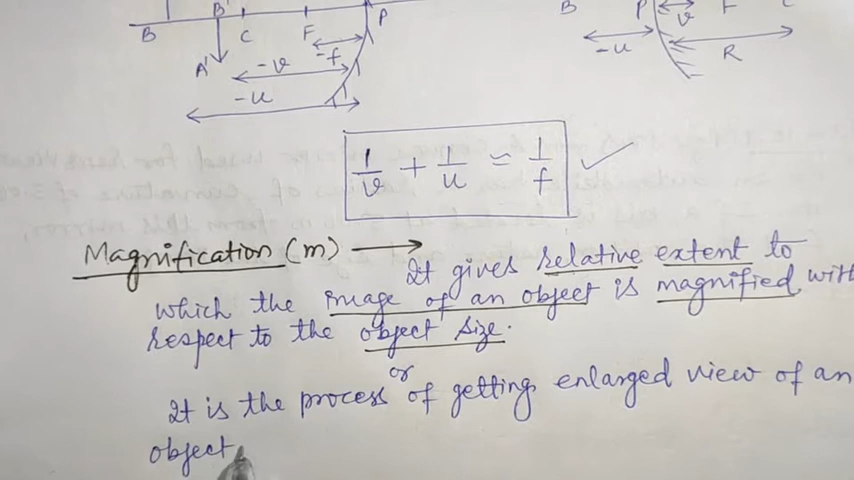 B B' C F P
A' -v -f
-u
B P v F C
-u R
1/v + 1/u = 1/f ✓
Magnification (m) → It gives relative extent to
which the image of an object is magnified with
respect to the object size.
or
It is the process of getting enlarged view of an
object